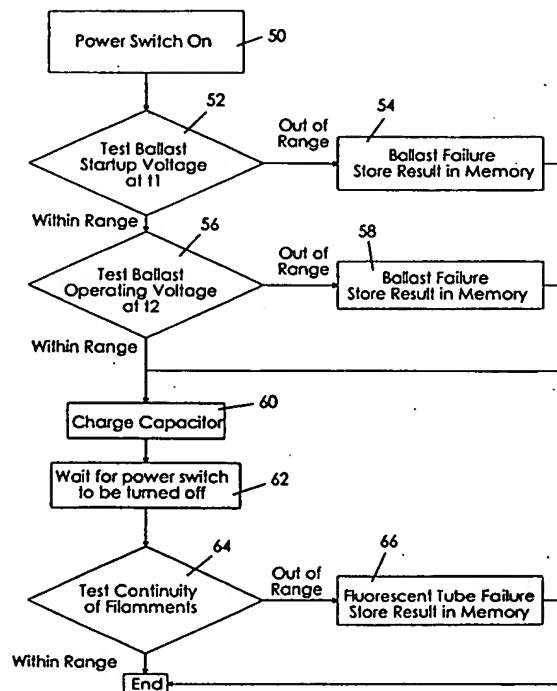 Power Switch On
50
52
Test Ballast
Startup Voltage
at t1
Out of
Range
54
Ballast Failure
Store Result in Memory
Within Range
56
Test Ballast
Operating Voltage
at t2
Out of
Range
58
Ballast Failure
Store Result in Memory
Within Range
60
Charge Capacitor
Wait for power switch
to be turned off
62
64
Test Continuity
of Filamments
Out of
Range
66
Fluorescent Tube Failure
Store Result in Memory
Within Range
End